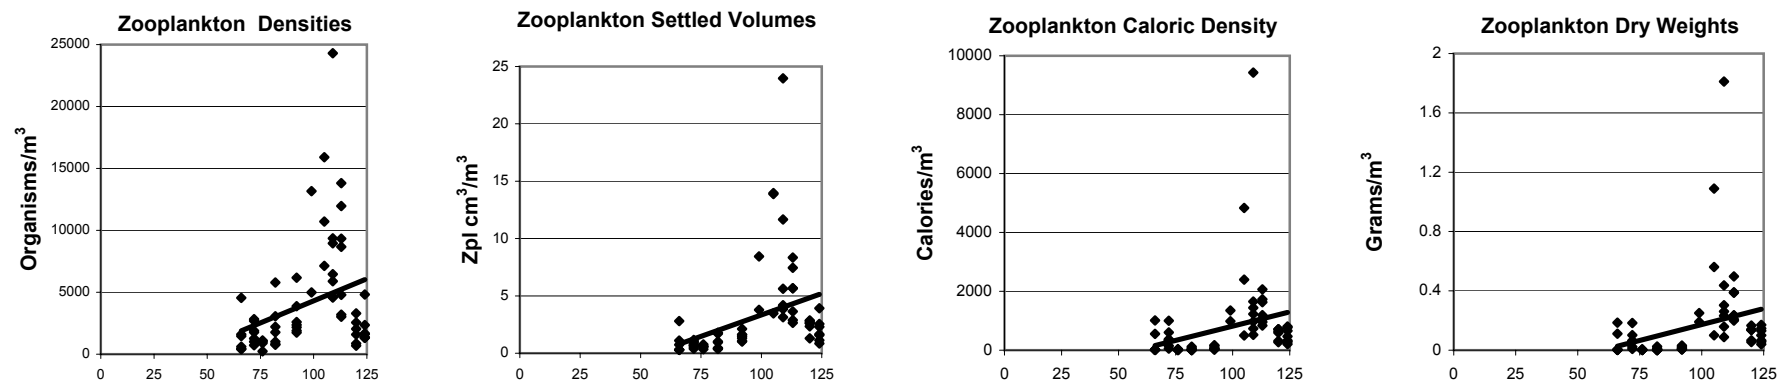 Zooplankton Densities
Organisms/m³
25000
20000
15000
10000
5000
0
0 25 50 75 100 125
Zooplankton Settled Volumes
Zpl cm³/m³
25
20
15
10
5
0
0 25 50 75 100 125
Zooplankton Caloric Density
Calories/m³
10000
8000
6000
4000
2000
0
0 25 50 75 100 125
Zooplankton Dry Weights
Grams/m³
2
1.6
1.2
0.8
0.4
0
0 25 50 75 100 125